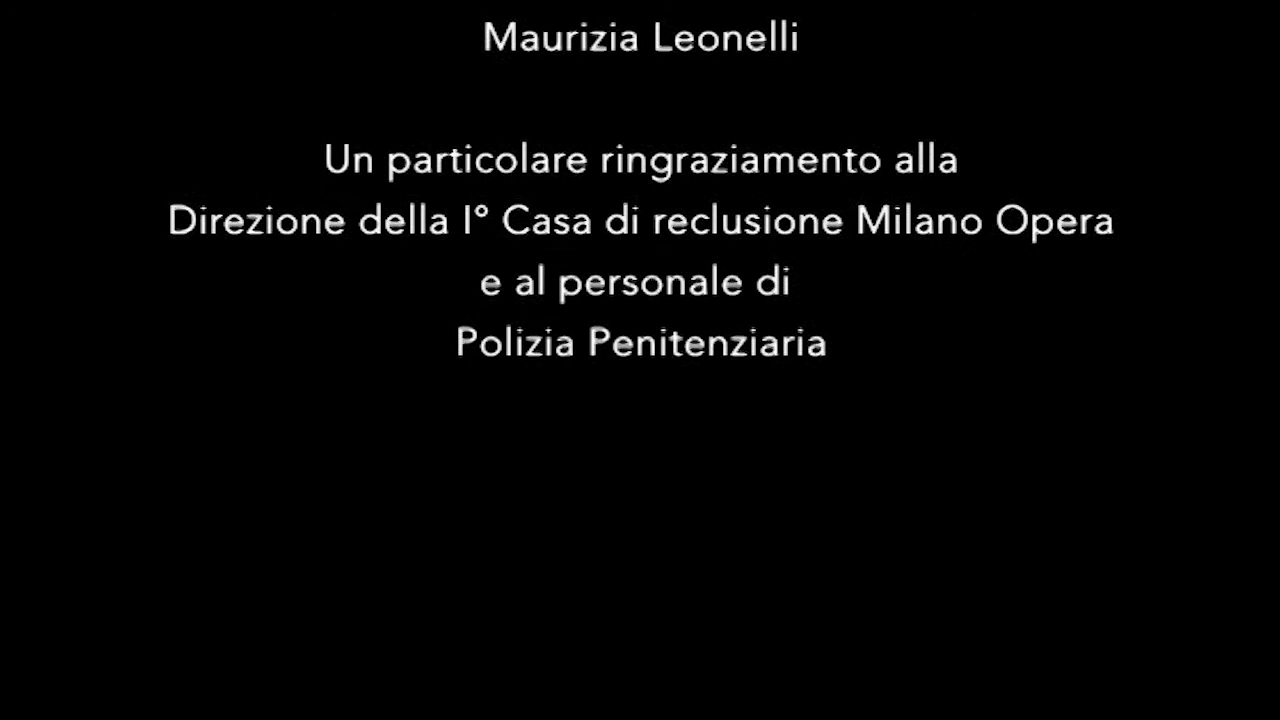 Maurizia Leonelli
Un particolare ringraziamento alla
Direzione della I° Casa di reclusione Milano Opera
e al personale di
Polizia Penitenziaria